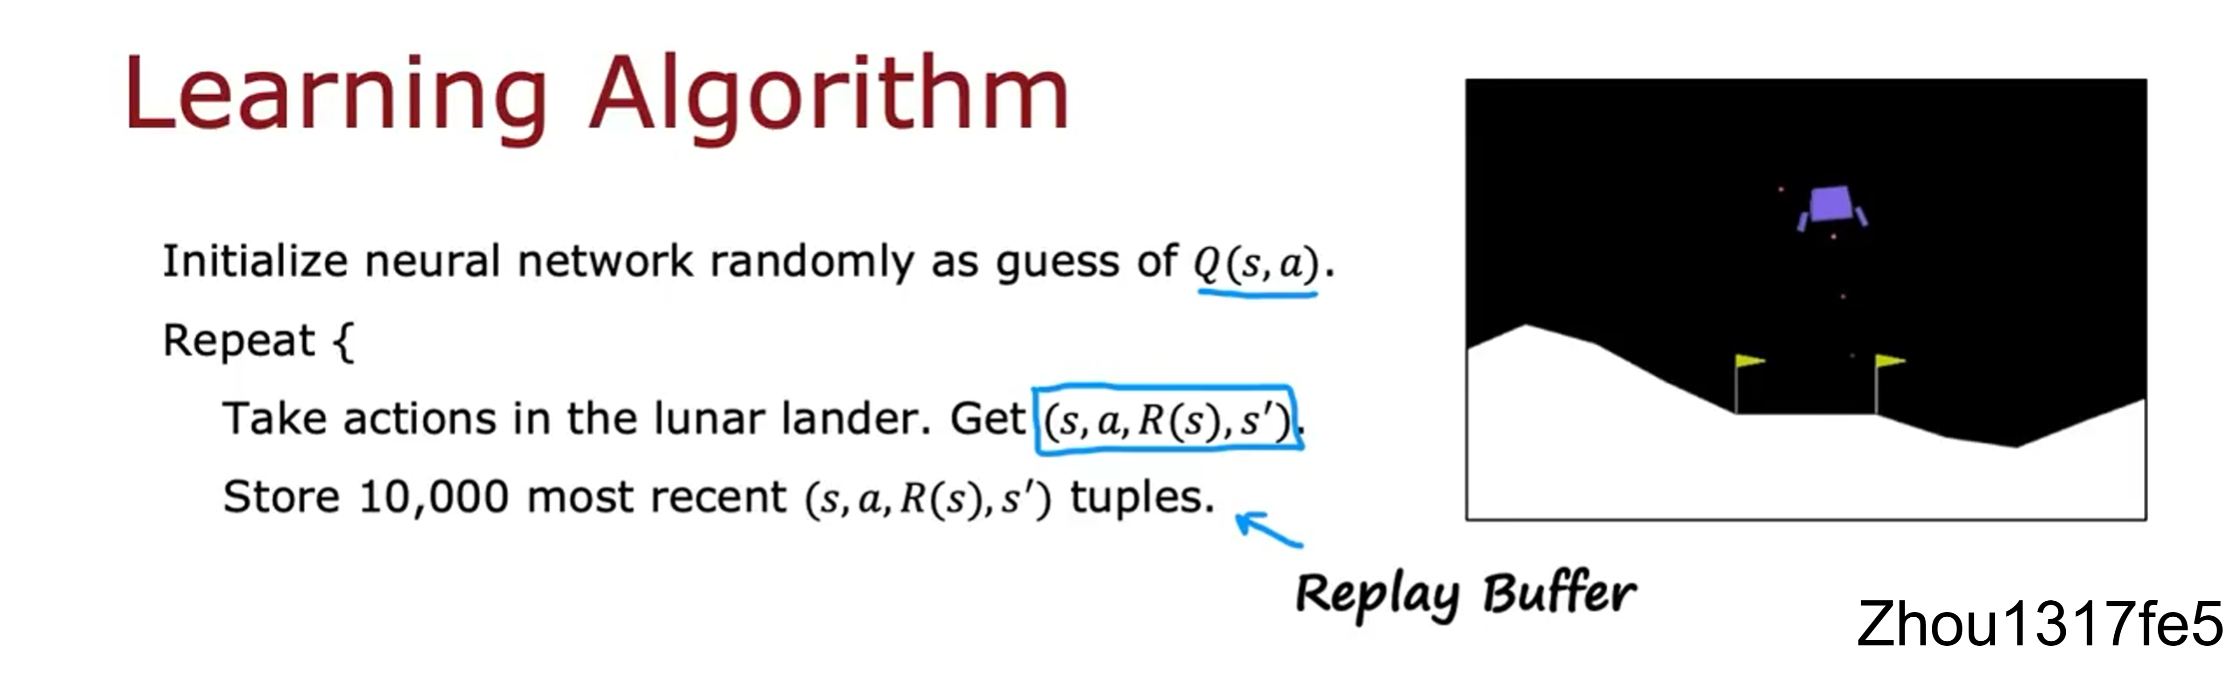 Learning Algorithm
Initialize neural network randomly as guess of Q(s, a).
Repeat {
Take actions in the lunar lander. Get (s, a, R(s), s′).
Store 10,000 most recent (s, a, R(s), s′) tuples.
Replay Buffer
Zhou1317fe5